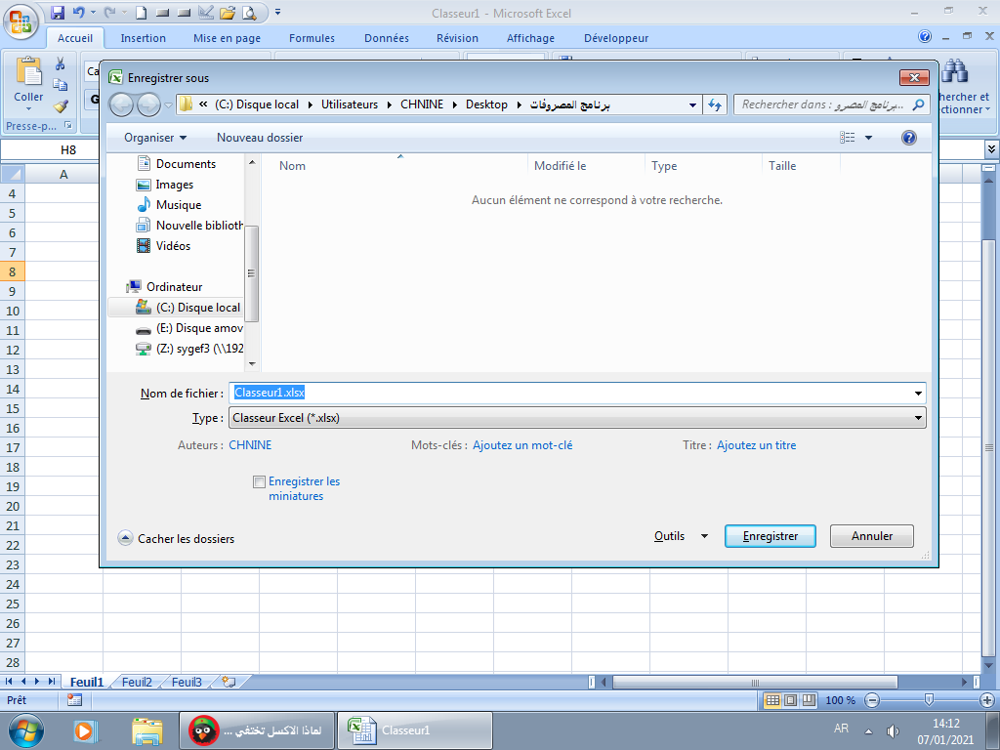 Classeur1 - Microsoft Excel
Accueil Insertion Mise en page Formules Données Révision Affichage Développeur
Coller
Ca
G
Presse-p...
hercher et
ectionner
H8
A
4
5
6
7
8
9
10
11
12
13
14
15
16
17
18
19
20
21
22
23
24
25
26
27
28
Enregistrer sous
« (C:) Disque local Utilisateurs CHNINE Desktop برنامج المصروفات
Rechercher dans : برنامج المصرو...
Organiser Nouveau dossier
Documents
Images
Musique
Nouvelle biblioth
Vidéos
Ordinateur
(C:) Disque local
(E:) Disque amov
(Z:) sygef3 (\\192
Nom Modifié le Type Taille
Aucun élément ne correspond à votre recherche.
Nom de fichier : Classeur1.xlsx
Type : Classeur Excel (*.xlsx)
Auteurs : CHNINE Mots-clés : Ajoutez un mot-clé Titre : Ajoutez un titre
Enregistrer les
miniatures
Cacher les dossiers Outils Enregistrer Annuler
Feuil1 Feuil2 Feuil3
Prêt 100 %
لماذا الاكسل تختفي ...
Classeur1
AR
14:12
07/01/2021